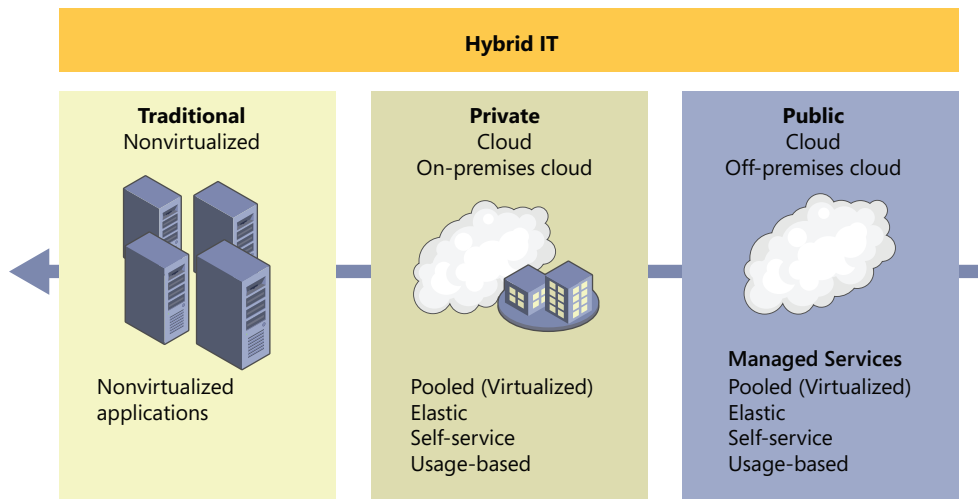 Hybrid IT
Traditional
Nonvirtualized
Nonvirtualized
applications
Private
Cloud
On-premises cloud
Pooled (Virtualized)
Elastic
Self-service
Usage-based
Public
Cloud
Off-premises cloud
Managed Services
Pooled (Virtualized)
Elastic
Self-service
Usage-based